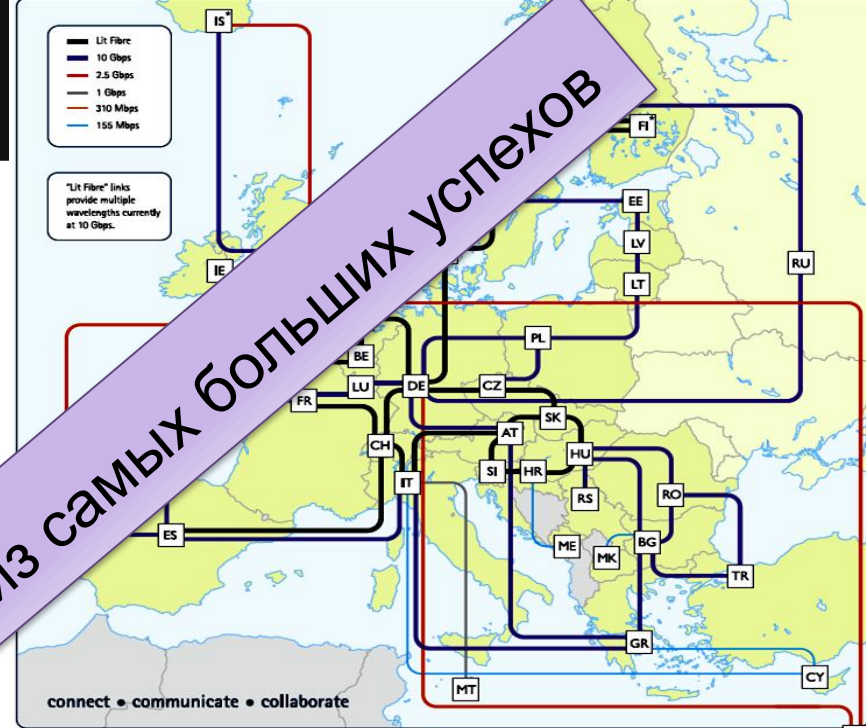 IS*
Lit Fibre
10 Gbps
2.5 Gbps
1 Gbps
310 Mbps
155 Mbps
"Lit Fibre" links
provide multiple
wavelengths currently
at 10 Gbps.
из самых больших успехов
FI*
EE
LV
RU
IE
LT
PL
BE
LU
DE
CZ
FR
SK
AT
CH
HU
IT
SI
HR
RS
RO
ES
ME
MK
BG
TR
GR
CY
MT
connect • communicate • collaborate